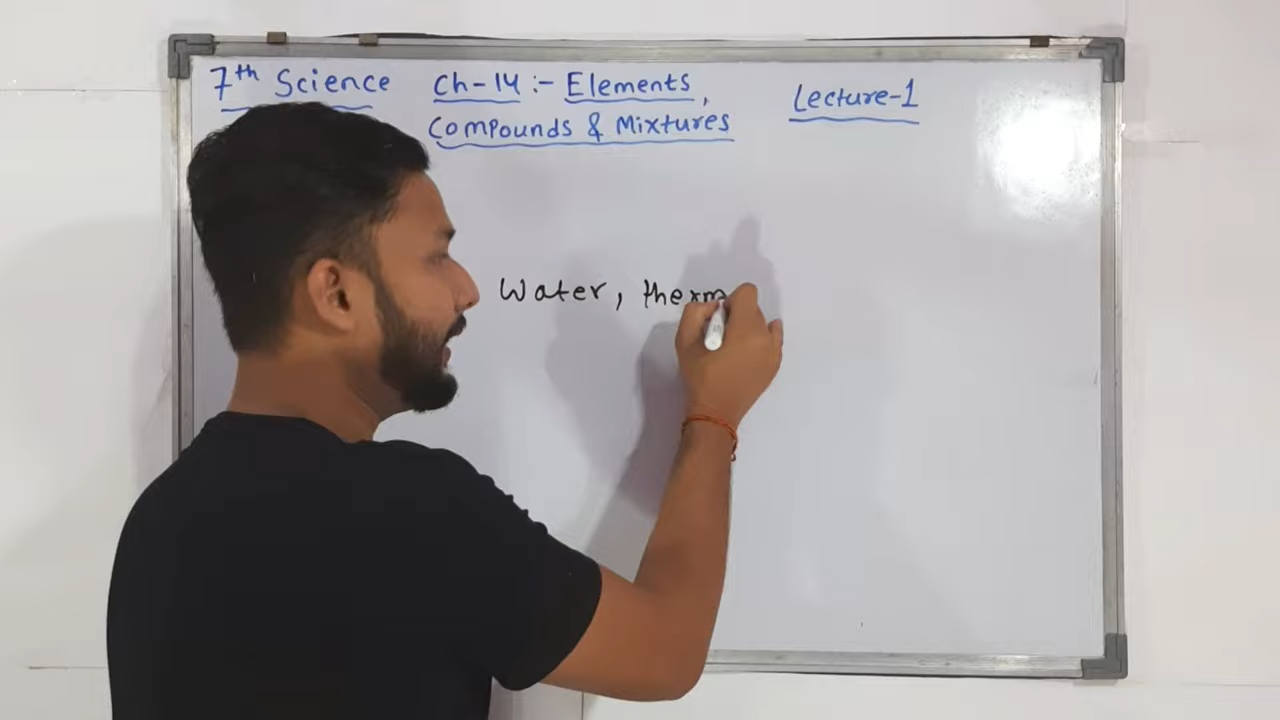 7th Science Ch-14:- Elements, Lecture-1
Compounds & Mixtures
Water, therm